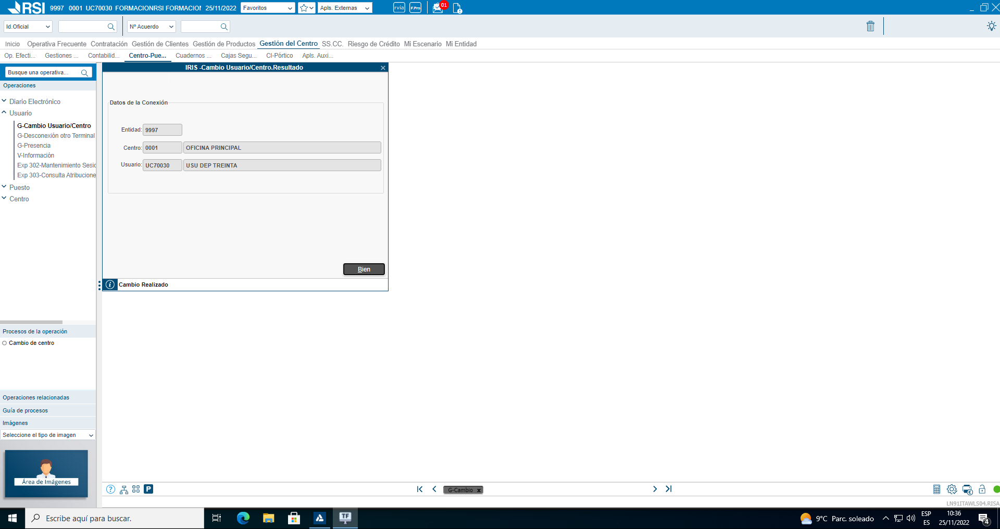 RSI 9997 0001 UC70030 FORMACIONRSI FORMACION 25/11/2022 Favoritos Apls. Externas rvia F.Pro 01
Id.Oficial Nº Acuerdo
Inicio Operativa Frecuente Contratación Gestión de Clientes Gestión de Productos Gestión del Centro SS.CC. Riesgo de Crédito Mi Escenario Mi Entidad
Op. Efecti... Gestiones ... Contabilid... Centro-Pue... Cuadernos ... Cajas Segu... CI-Pórtico Apls. Auxi...
Busque una operativa...
Operaciones
Diario Electrónico
Usuario
G-Cambio Usuario/Centro
G-Desconexión otro Terminal
G-Presencia
V-Información
Exp 302-Mantenimiento Sesic
Exp 303-Consulta Atribucione
Puesto
Centro
IRIS -Cambio Usuario/Centro.Resultado
Datos de la Conexión
Entidad: 9997
Centro: 0001 OFICINA PRINCIPAL
Usuario: UC70030 USU DEP TREINTA
Bien
Cambio Realizado
Procesos de la operación
Cambio de centro
Operaciones relacionadas
Guía de procesos
Imágenes
Seleccione el tipo de imagen
Área de Imágenes
P
G-Cambio x
LN91ITAWLS04.RISA
Escribe aquí para buscar.
TF
9°C Parc. soleado
ESP
ES
10:36
25/11/2022
4